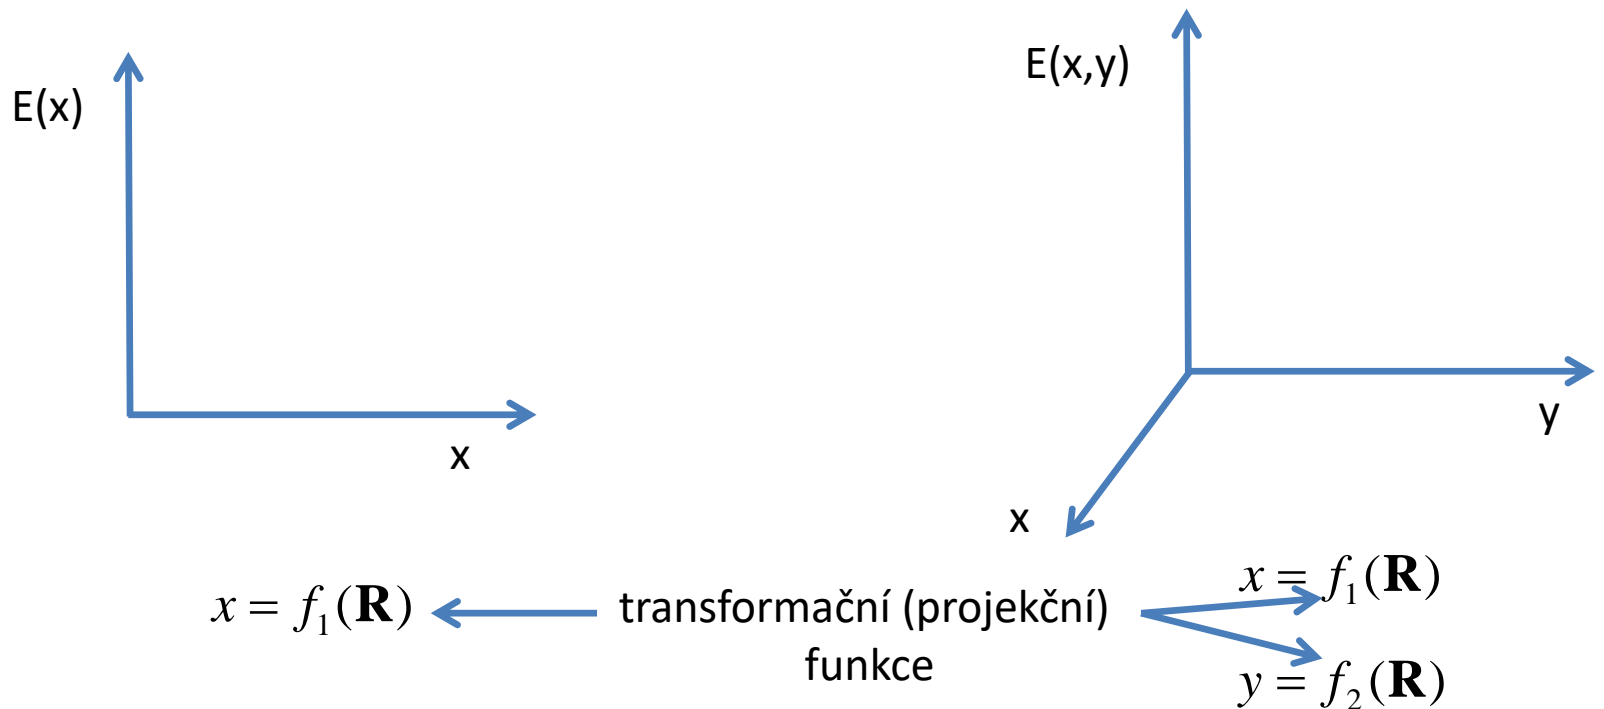 E(x)
x
E(x,y)
y
x
x = f₁(R)
transformační (projekční)
funkce
x = f₁(R)
y = f₂(R)